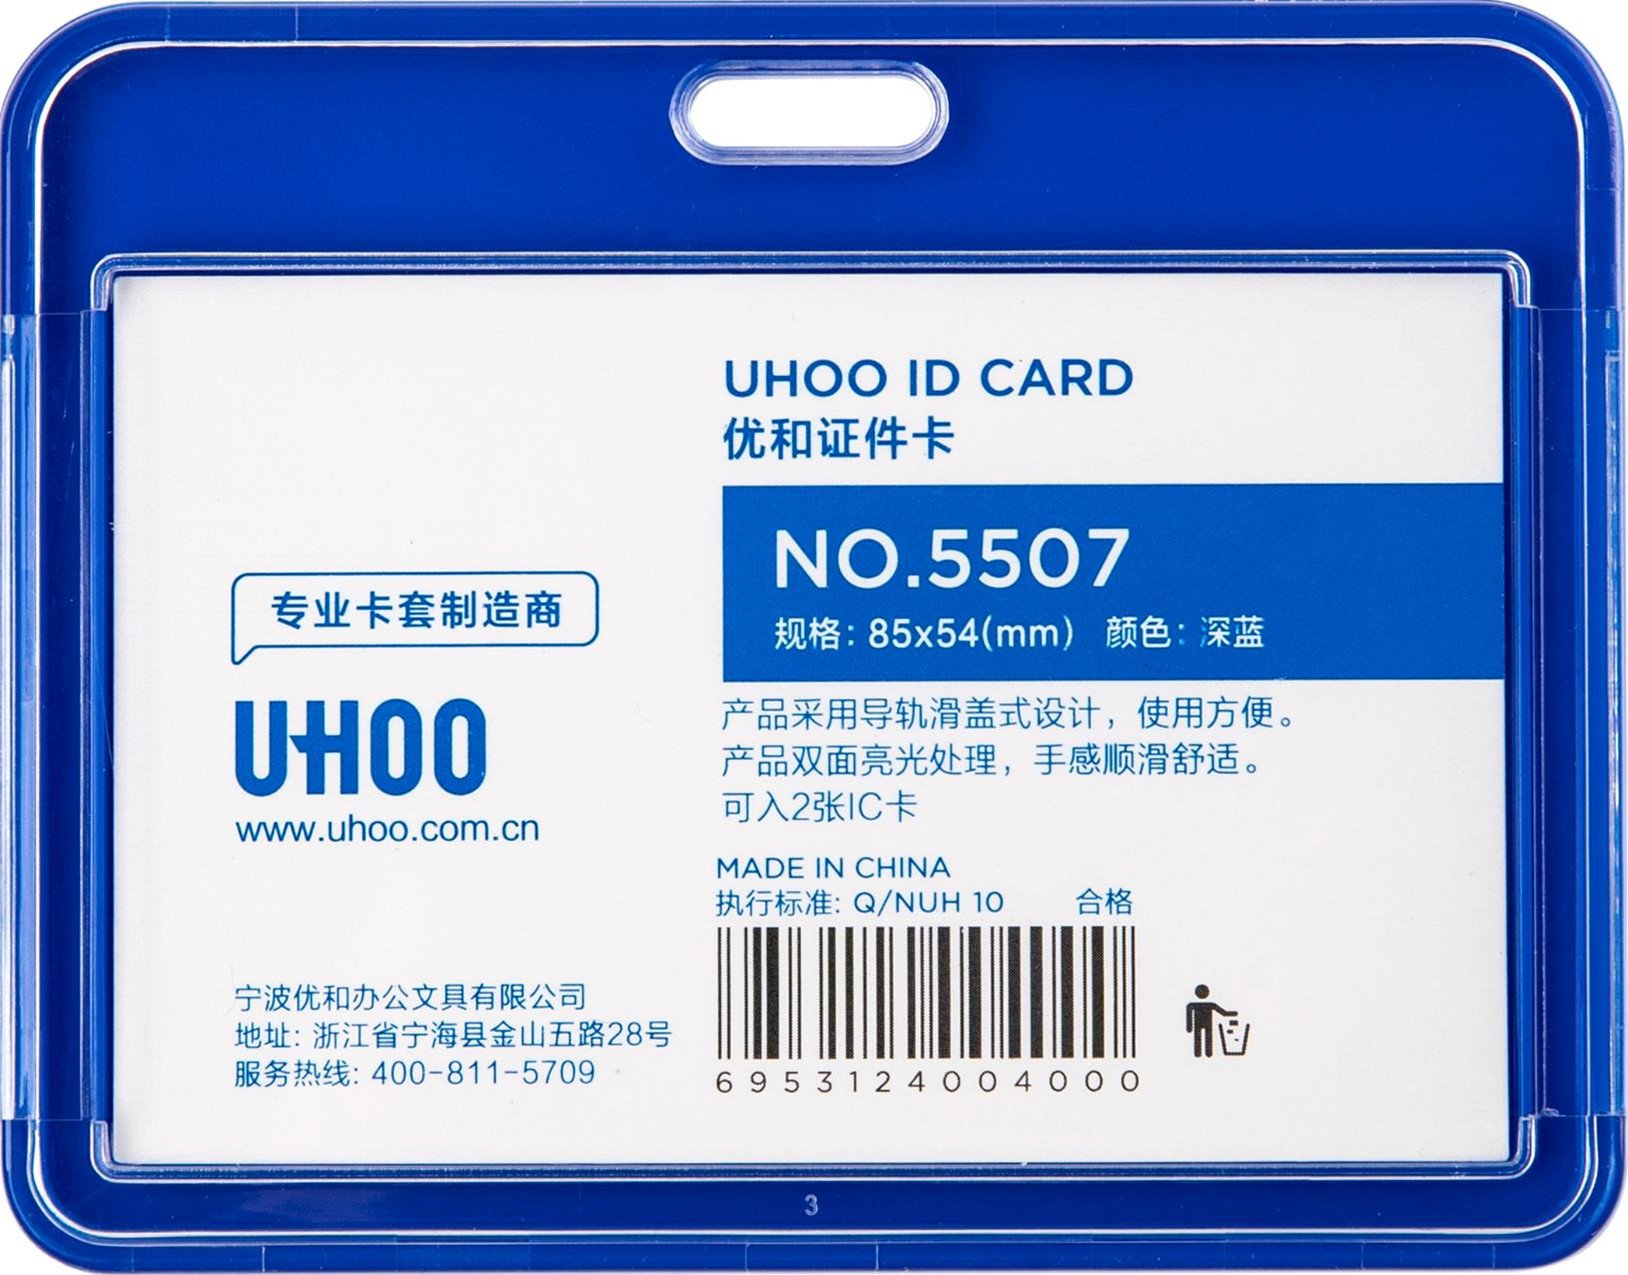 UHOO ID CARD
优和证件卡
NO.5507
规格: 85x54(mm) 颜色: 深蓝
产品采用导轨滑盖式设计，使用方便。
产品双面亮光处理，手感顺滑舒适。
可入2张IC卡
MADE IN CHINA
执行标准: Q/NUH 10 合格
6953124004000
专业卡套制造商
UHOO
www.uhoo.com.cn
宁波优和办公文具有限公司
地址: 浙江省宁海县金山五路28号
服务热线: 400-811-5709
3